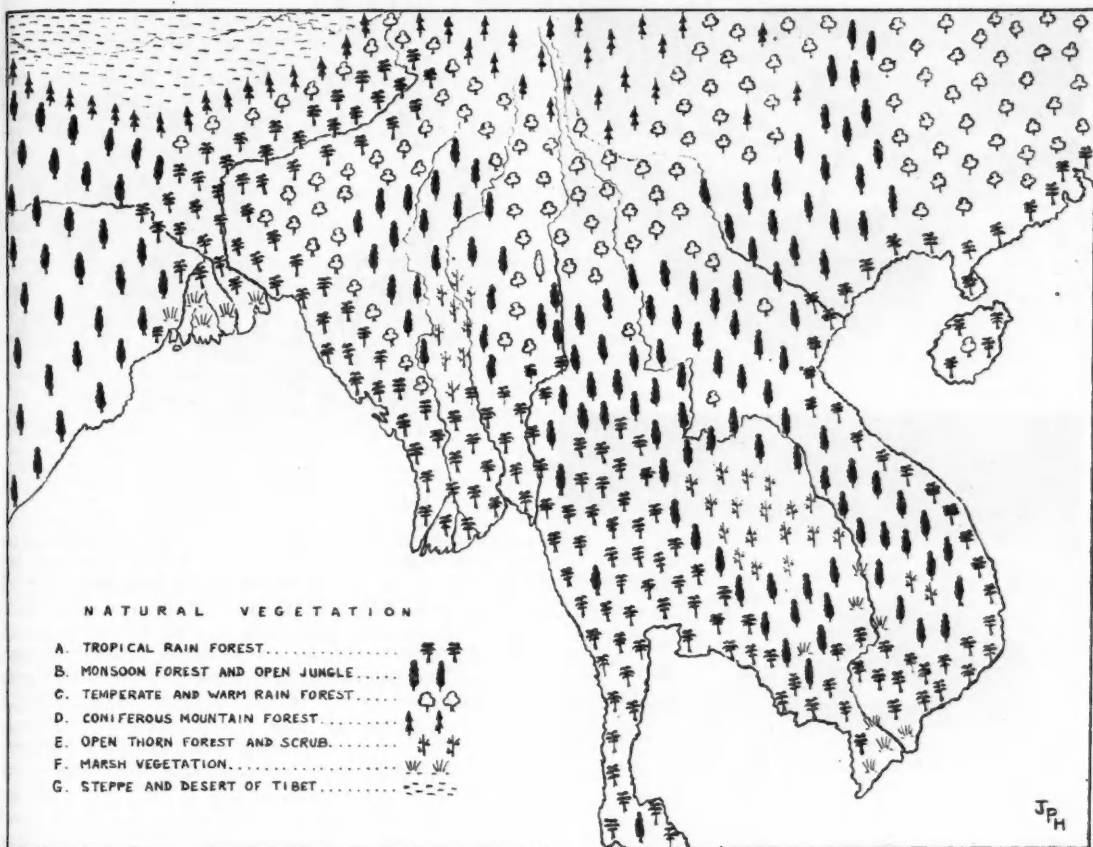 NATURAL VEGETATION
A. TROPICAL RAIN FOREST..................
B. MONSOON FOREST AND OPEN JUNGLE.....
C. TEMPERATE AND WARM RAIN FOREST....
D. CONIFEROUS MOUNTAIN FOREST..........
E. OPEN THORN FOREST AND SCRUB........
F. MARSH VEGETATION.....................
G. STEPPE AND DESERT OF TIBET..........
JPH